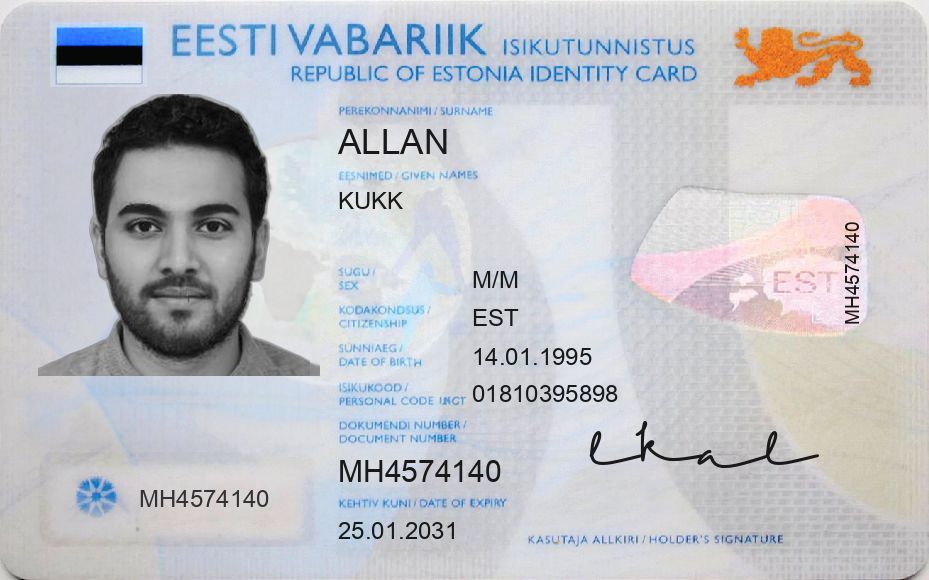 EESTI VABARIIK ISIKUTUNNISTUS
REPUBLIC OF ESTONIA IDENTITY CARD
PEREKONNANIMI / SURNAME
ALLAN
EESNIMED / GIVEN NAMES
KUKK
SUGU /
SEX
M/M
KODAKONDSUS /
CITIZENSHIP
EST
SÜNNIAEG /
DATE OF BIRTH
14.01.1995
ISIKUKOOD /
PERSONAL CODE
01810395898
DOKUMENDI NUMBER /
DOCUMENT NUMBER
MH4574140
KEHTIV KUNI / DATE OF EXPIRY
25.01.2031
MH4574140
EST
MH4574140
KASUTAJA ALLKIRI / HOLDER'S SIGNATURE